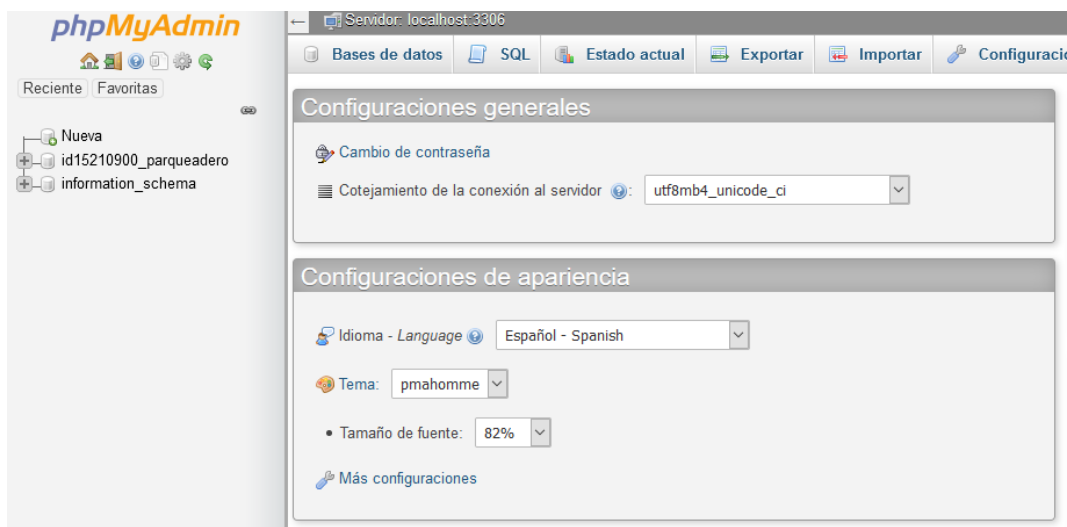 phpMyAdmin
Reciente Favoritas
Nueva
id15210900_parqueadero
information_schema
← Servidor: localhost:3306
Bases de datos SQL Estado actual Exportar Importar
Configuraciones generales
Cambio de contraseña
Cotejamiento de la conexión al servidor : utf8mb4_unicode_ci
Configuraciones de apariencia
Idioma - Language Español - Spanish
Tema: pmahomme
• Tamaño de fuente: 82%
Más configuraciones